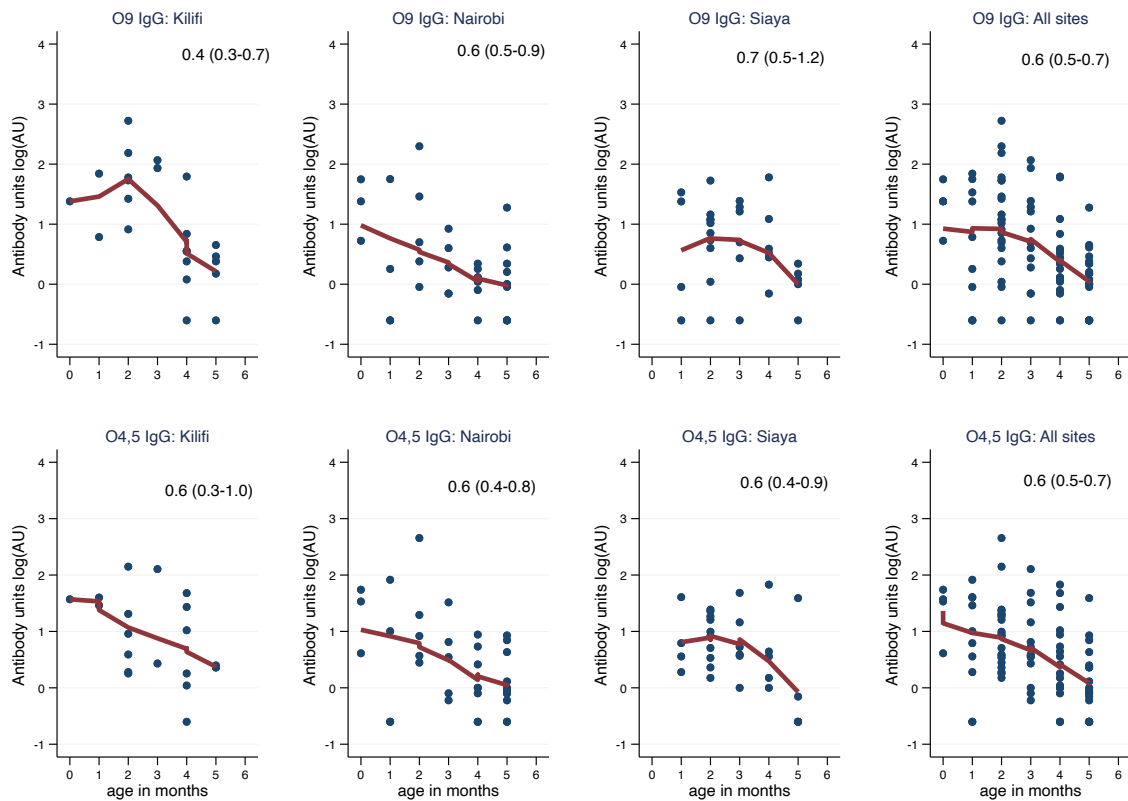 O9 IgG: Kilifi
0.4 (0.3-0.7)
Antibody units log(AU)
4
3
2
1
0
-1
0 1 2 3 4 5 6
O9 IgG: Nairobi
0.6 (0.5-0.9)
Antibody units log(AU)
4
3
2
1
0
-1
0 1 2 3 4 5 6
O9 IgG: Siaya
0.7 (0.5-1.2)
Antibody units log(AU)
4
3
2
1
0
-1
0 1 2 3 4 5 6
O9 IgG: All sites
0.6 (0.5-0.7)
Antibody units log(AU)
4
3
2
1
0
-1
0 1 2 3 4 5 6
O4,5 IgG: Kilifi
0.6 (0.3-1.0)
Antibody units log(AU)
4
3
2
1
0
-1
0 1 2 3 4 5 6
age in months
O4,5 IgG: Nairobi
0.6 (0.4-0.8)
Antibody units log(AU)
4
3
2
1
0
-1
0 1 2 3 4 5 6
age in months
O4,5 IgG: Siaya
0.6 (0.4-0.9)
Antibody units log(AU)
4
3
2
1
0
-1
0 1 2 3 4 5 6
age in months
O4,5 IgG: All sites
0.6 (0.5-0.7)
Antibody units log(AU)
4
3
2
1
0
-1
0 1 2 3 4 5 6
age in months